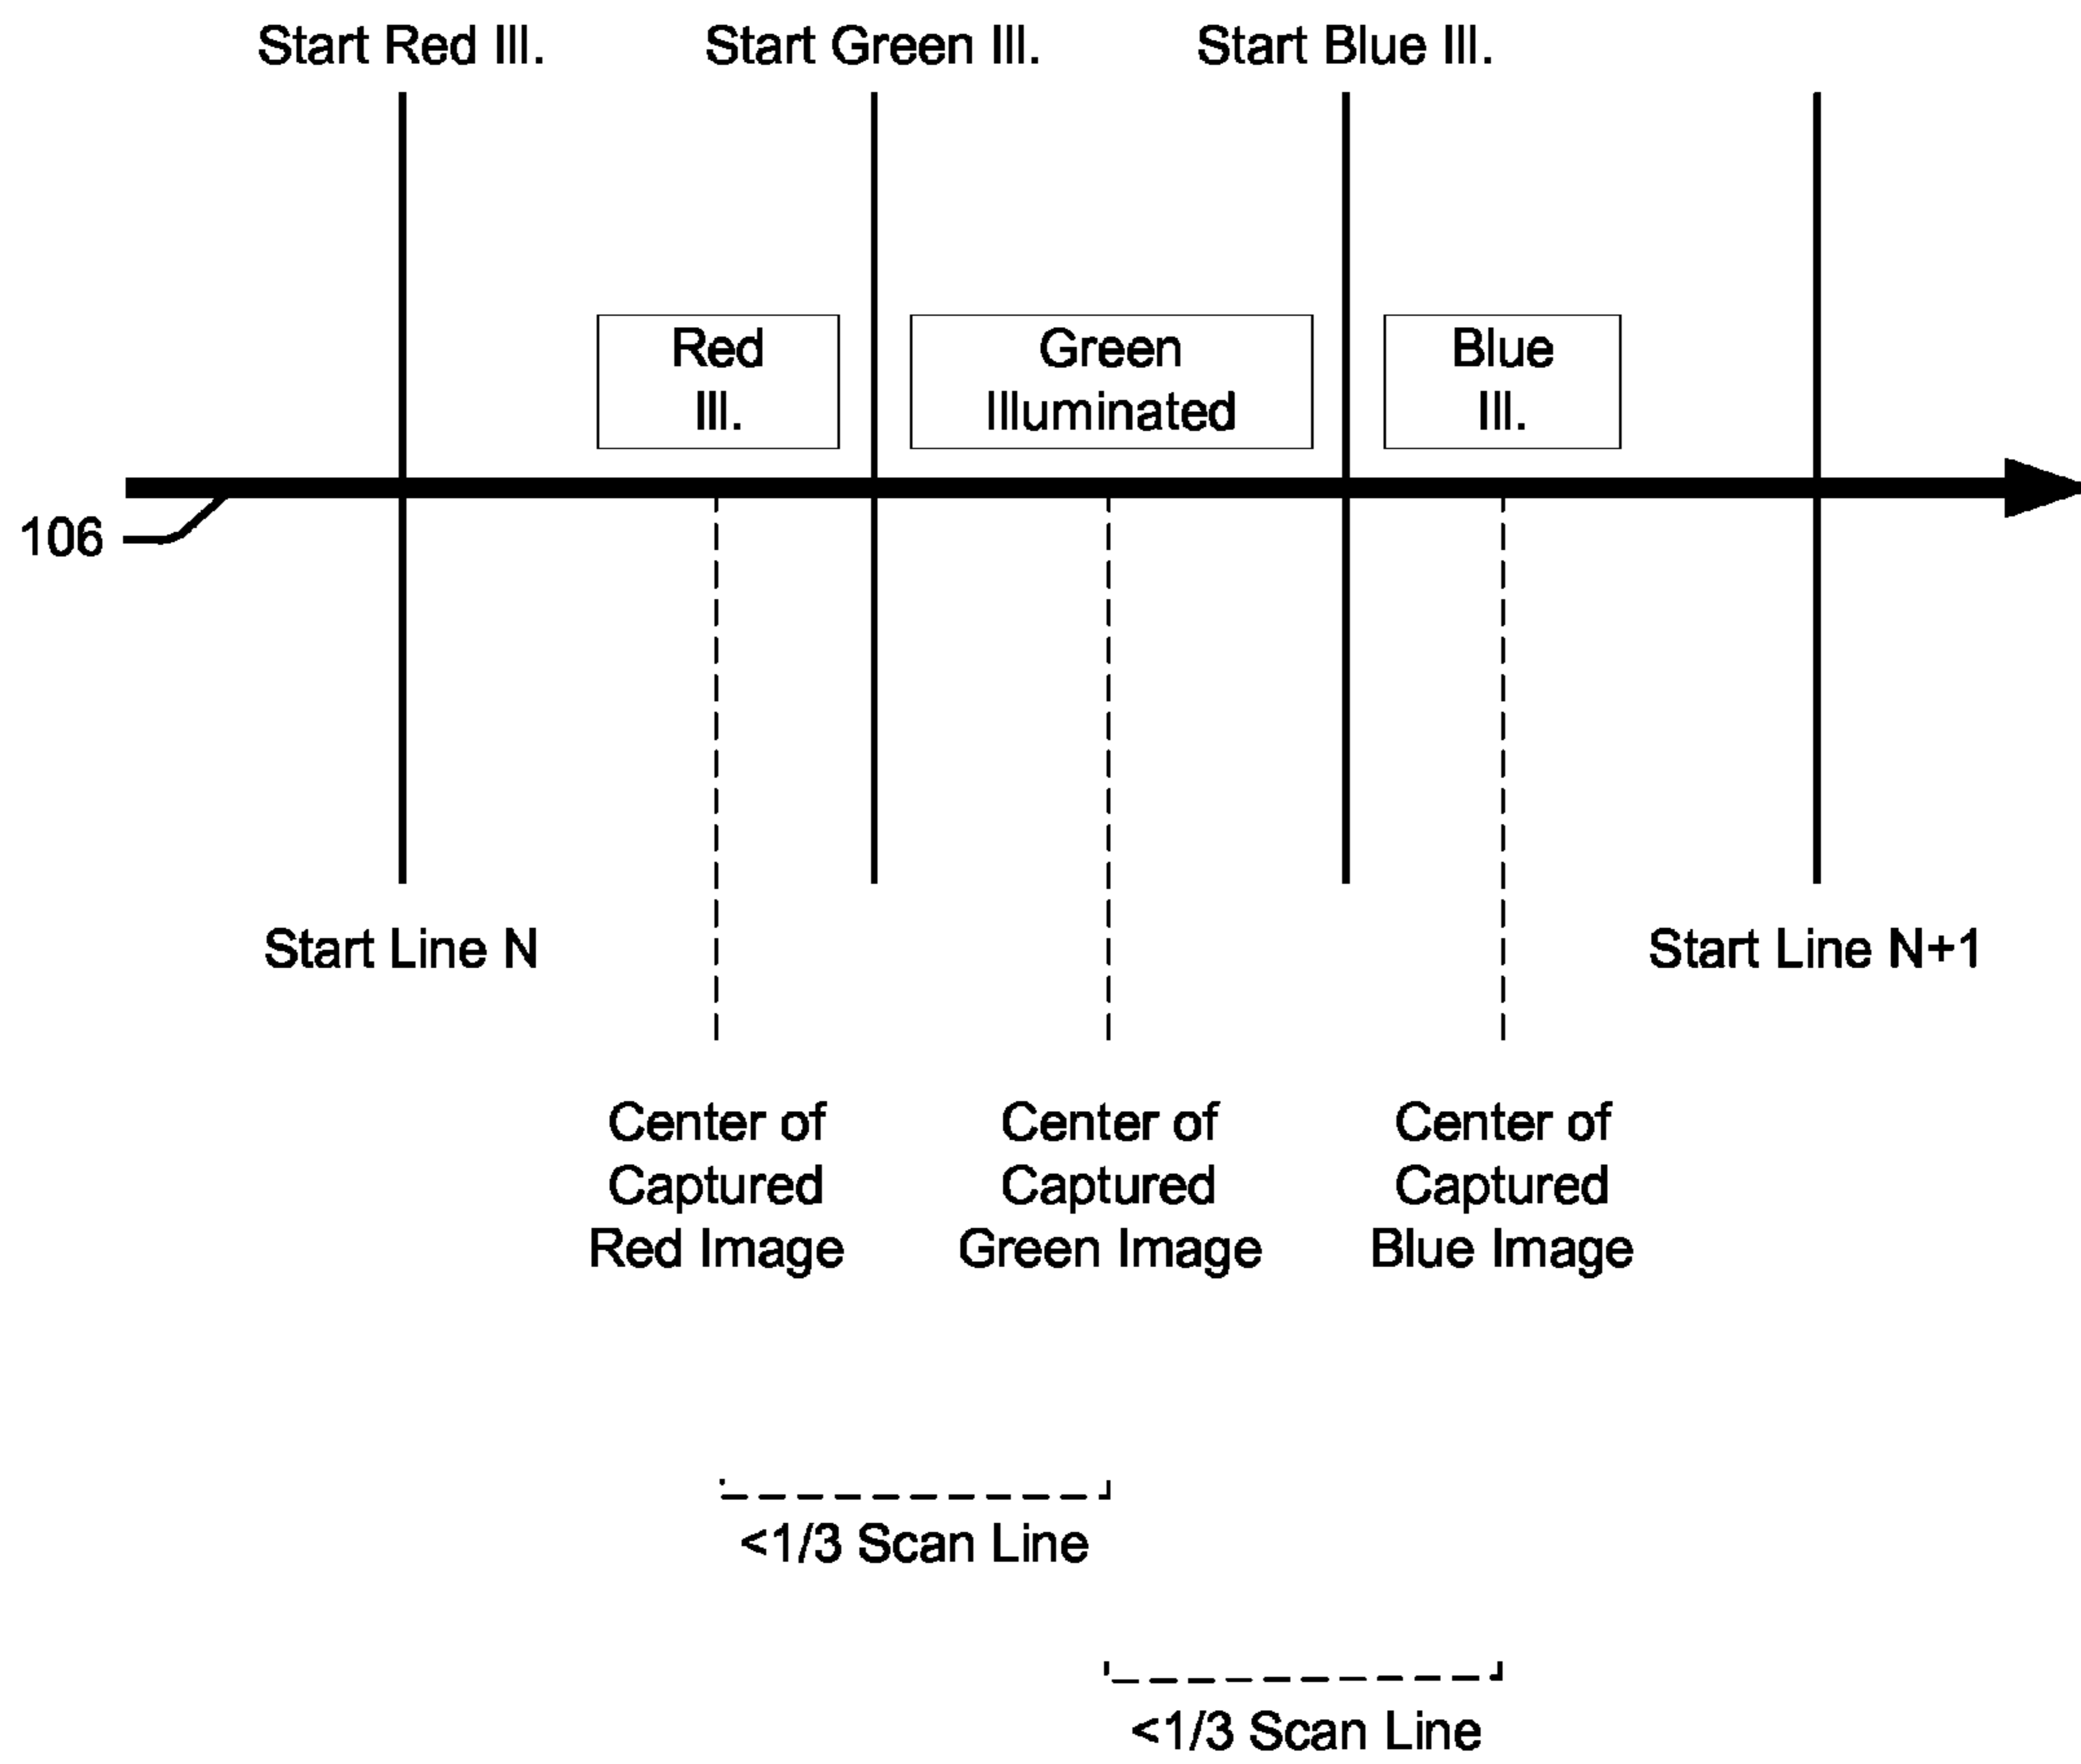 Start Red Ill.
Start Green Ill.
Start Blue Ill.
Red
Ill.
Green
Illuminated
Blue
Ill.
106
Start Line N
Start Line N+1
Center of
Captured
Red Image
Center of
Captured
Green Image
Center of
Captured
Blue Image
<1/3 Scan Line
<1/3 Scan Line